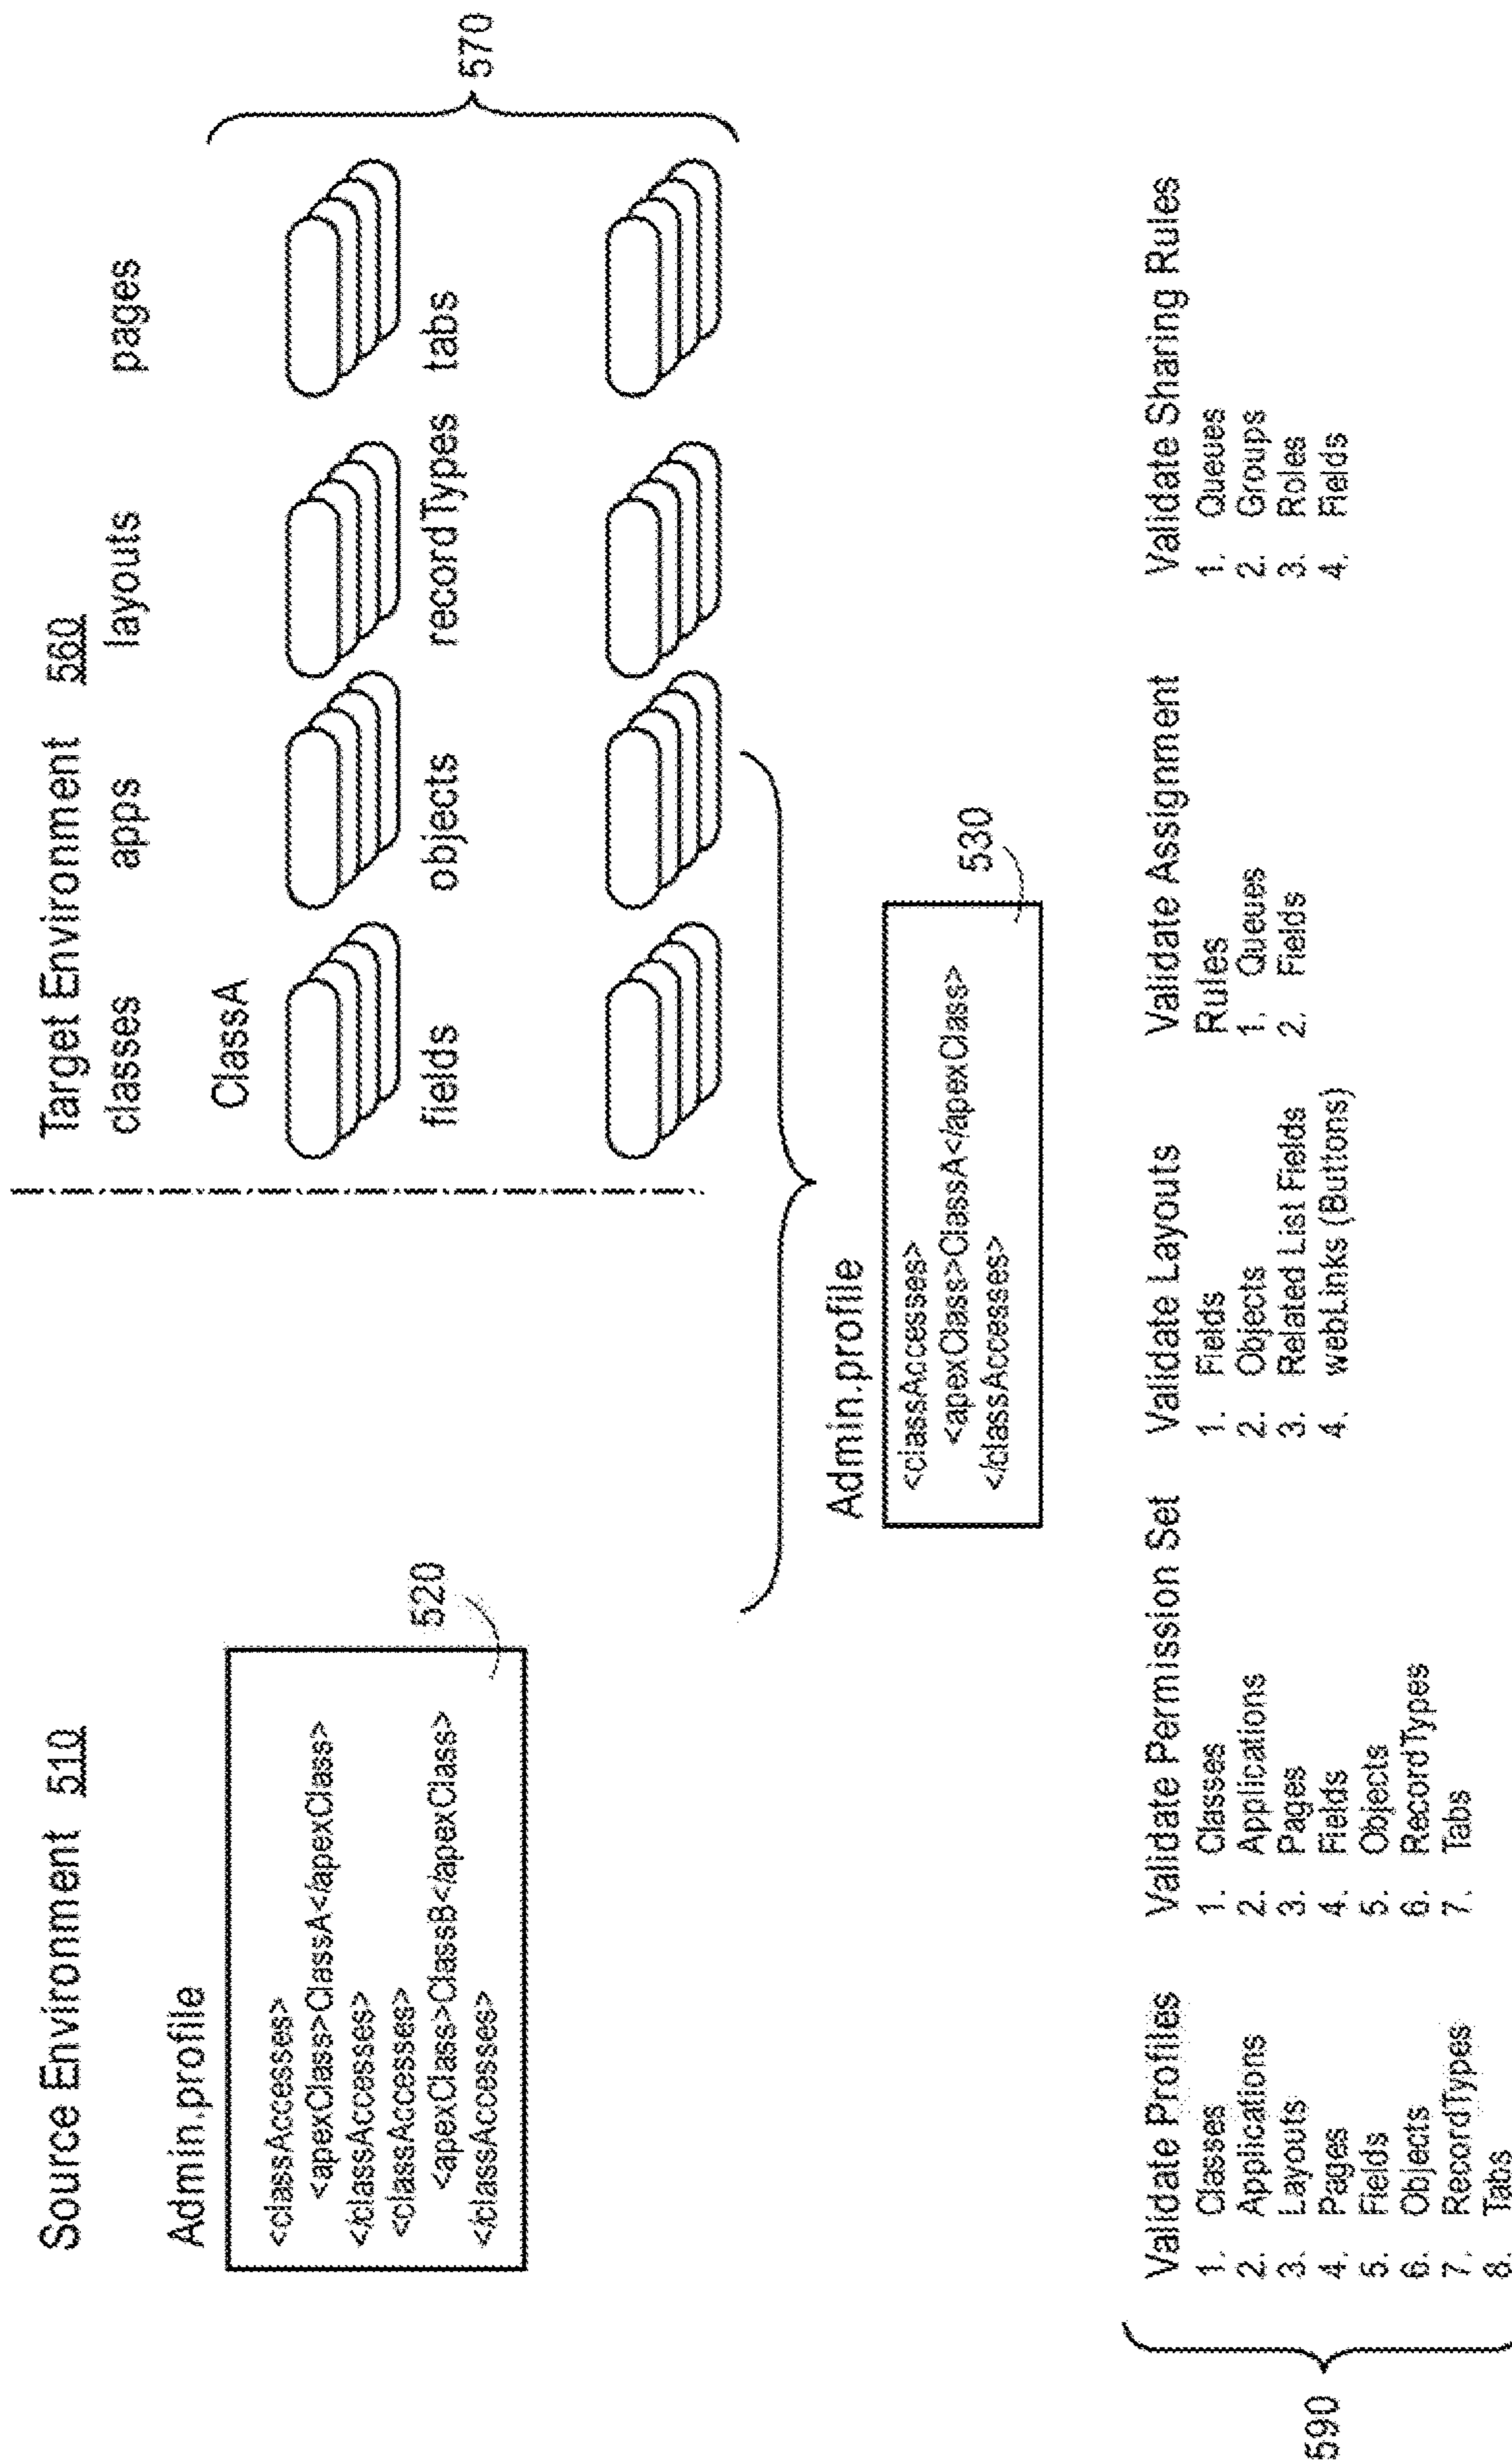 Source Environment 510
Admin.profile
<classAccesses>
<apexClass>ClassA</apexClass>
</classAccesses>
<classAccesses>
<apexClass>ClassB</apexClass>
</classAccesses>
520
Target Environment 560
classes apps layouts pages
ClassA
fields objects recordTypes tabs
570
Admin.profile
<classAccesses>
<apexClass>ClassA</apexClass>
</classAccesses>
530
590
Validate Profiles
1. Classes
2. Applications
3. Layouts
4. Pages
5. Fields
6. Objects
7. RecordTypes
8. Tabs
Validate Permission Set
1. Classes
2. Applications
3. Pages
4. Fields
5. Objects
6. RecordTypes
7. Tabs
Validate Layouts
1. Fields
2. Objects
3. Related List Fields
4. webLinks (Buttons)
Validate Assignment
Rules
1. Queues
2. Fields
Validate Sharing Rules
1. Queues
2. Groups
3. Roles
4. Fields